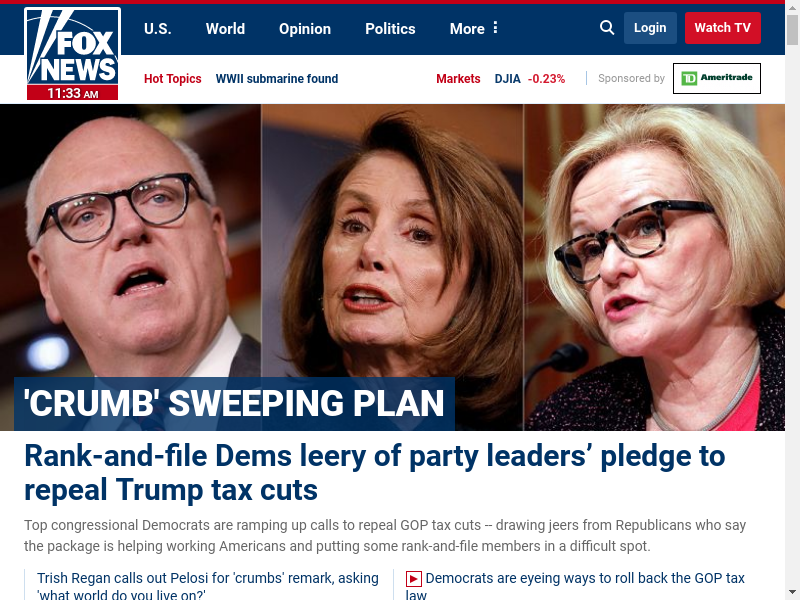 U.S. World Opinion Politics More Login Watch TV
FOX
NEWS
11:33 AM
Hot Topics WWII submarine found Markets DJIA -0.23% Sponsored by TD Ameritrade
'CRUMB' SWEEPING PLAN
Rank-and-file Dems leery of party leaders’ pledge to
repeal Trump tax cuts
Top congressional Democrats are ramping up calls to repeal GOP tax cuts -- drawing jeers from Republicans who say
the package is helping working Americans and putting some rank-and-file members in a difficult spot.
Trish Regan calls out Pelosi for 'crumbs' remark, asking
'what world do you live on?'
Democrats are eyeing ways to roll back the GOP tax
law